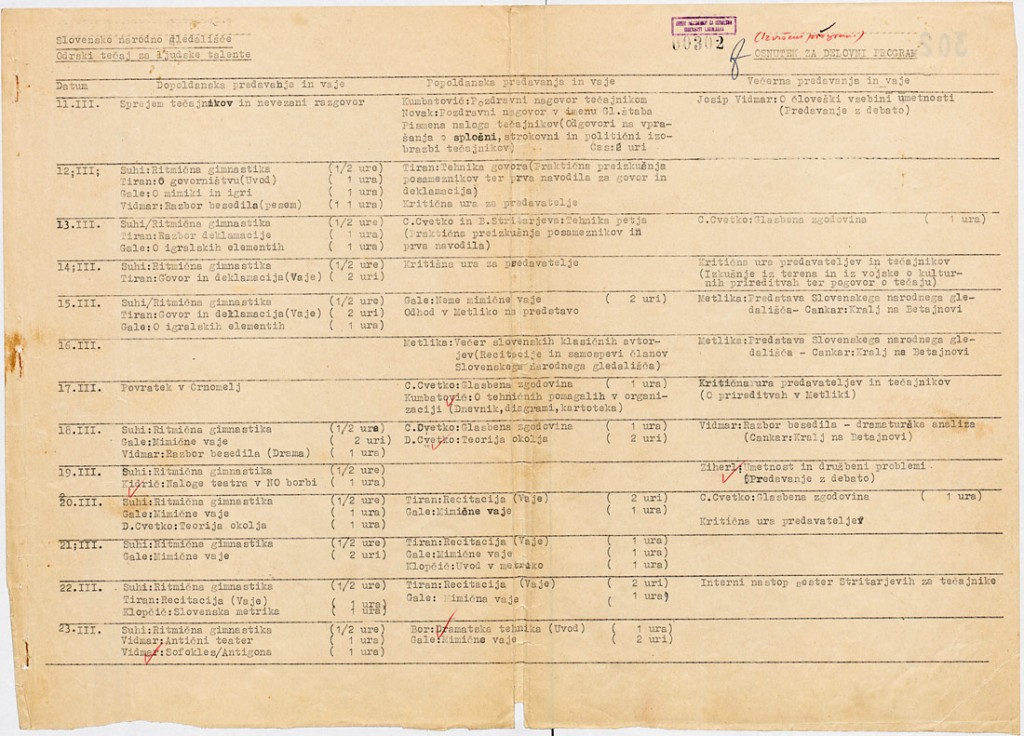 Slovensko narodno gledališče
Odrski tečaj za ljudske talente
00302
(Izvršeni program)
OSNUTEK ZA DELOVNI PROGRAM
Datum Dopoldanska predavanja in vaje Popoldanska predavanja in vaje Večerna predavanja in vaje
11.III. Sprejem tečajnikov in nevezani razgovor Kumbatovič:Pozdravni nagovor tečajnikom Josip Vidmar:O človeški vsebini umetnosti
Novak:Pozdravni nagovor v imenu Gl.štaba (Predavanje z debato)
Pismena naloga tečajnikov(Odgovori na vpra-
šanja o splošni,strokovni in politični izo-
brazbi tečajnikov) Čas:2 uri
12;III; Suhi:Ritmična gimnastika (1/2 ure) Tiran:Tehnika govora(Praktična preiskušnja
Tiran:O govorništvu(Uvod) ( 1 ura) posameznikov ter prva navodila za govor in
Gale:O mimiki in igri ( 1 ura) deklamacija)
Vidmar:Razbor besedila(pesem) (1 1 ura) Kritična ura za predavatelje
13.III. Suhi/Ritmična gimnastika (1/2 ure) C.Cvetko in B.Stritarjeva:Tehnika petja C.Cvetko:Glasbena zgodovina ( 1 ura)
Tiran:Razbor deklamacije ( 1 ura) (Praktična preiskušnja posameznikov in
Gale:O igralskih elementih ( 1 ura) prva navodila)
14;III. Suhi:Ritmična gimnastika (1/2 ure) Kritična ura za predavatelje Kritična ura predavateljev in tečajnikov
Tiran:Govor in deklamacija(Vaje) ( 2 uri) (Izkušnje iz terena in iz vojske o kultur-
nih prireditvah ter pogovor o tečaju)
15.III. Suhi/Ritmična gimnastika (1/2 ure) Gale:Neme mimične vaje ( 2 uri) Metlika:Predstava Slovenskega narodnega gle-
Tiran:Govor in deklamacija(Vaje) ( 2 uri) Odhod v Metliko na predstavo dališča- Cankar:Kralj na Betajnovi
Gale:O igralskih elementih ( 1 ura)
16.III. Metlika:Večer slovenskih klasičnih avtor- Metlika:Predstava Slovenskega narodnega gle-
jev(Recitacije in samospevi članov dališča - Cankar:Kralj na Betajnovi
Slovenskega narodnega gledališča)
17.III. Povratek v Črnomelj C.Cvetko:Glasbena zgodovina ( 1 ura) Kritična ura predavateljev in tečajnikov
Kumbatovič:O tehničnih pomagalih v organi- (O prireditvah v Metliki)
zaciji (Dnevnik,diagrami,kartoteka)
18.III. Suhi:Ritmična gimnastika (1/2 ure) C.Cvetko:Glasbena zgodovina ( 1 ura) Vidmar:Razbor besedila - dramaturška analiza
Gale:Mimične vaje ( 2 uri) D.Cvetko:Teorija okolja ( 2 uri) (Cankar:Kralj na Betajnovi)
Vidmar:Razbor besedila (Drama) ( 1 ura)
19.III. Suhi:Ritmična gimnastika ( 1 ura) Ziherl:Umetnost in družbeni problemi
Kidrič:Naloge teatra v NO borbi ( 1 ura) (Predavanje z debato)
20.III. Suhi:Ritmična gimnastika (1/2 ure) Tiran:Recitacija (Vaje) ( 2 uri) C.Cvetko:Glasbena zgodovina ( 1 ura)
Gale:Mimične vaje ( 1 ura) Gale:Mimične vaje ( 1 ura)
D.Cvetko:Teorija okolja ( 1 ura) Kritična ura predavateljev
21;III. Suhi:Ritmična gimnastika (1/2 ure) Tiran:Recitacija (Vaje) ( 1 ura)
Gale:Mimične vaje ( 2 uri) Gale:Mimične vaje ( 1 ura)
Klopčič:Uvod v metriko ( 1 ura)
22.III. Suhi:Ritmična gimnastika (1/2 ure) Tiran:Recitacija (Vaje) ( 2 uri) Interni nastop sester Stritarjevih za tečajnike
Tiran:Recitacija (Vaje) ( 1 ura) Gale: Mimična vaje ( 1 ura)
Klopčič:Slovenska metrika ( 1 ura)
23.III. Suhi:Ritmična gimnastika (1/2 ure) Bor:Dramatska tehnika (Uvod) ( 1 ura)
Vidmar:Antični teater ( 1 ura) Gale:Mimične vaje ( 2 uri)
Vidmar:Sofokles/Antigona ( 1 ura)